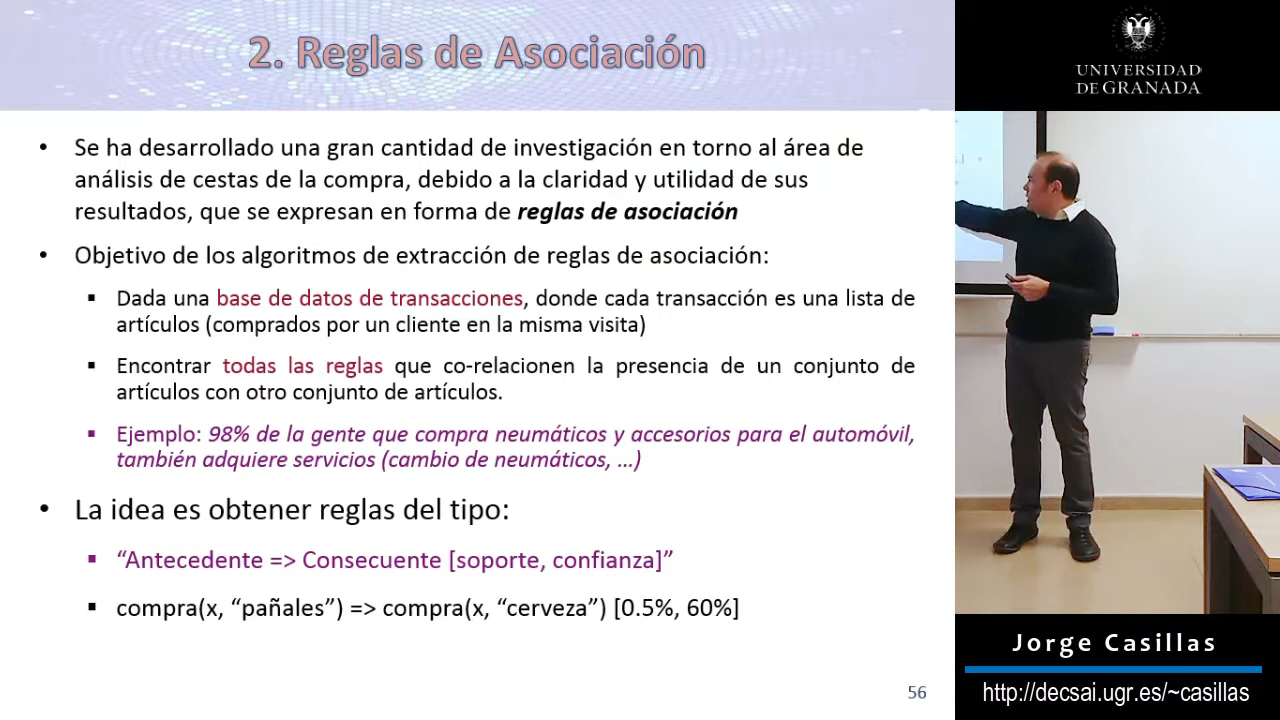 2. Reglas de Asociación
• Se ha desarrollado una gran cantidad de investigación en torno al área de
análisis de cestas de la compra, debido a la claridad y utilidad de sus
resultados, que se expresan en forma de reglas de asociación
• Objetivo de los algoritmos de extracción de reglas de asociación:
▪ Dada una base de datos de transacciones, donde cada transacción es una lista de
artículos (comprados por un cliente en la misma visita)
▪ Encontrar todas las reglas que co-relacionen la presencia de un conjunto de
artículos con otro conjunto de artículos.
▪ Ejemplo: 98% de la gente que compra neumáticos y accesorios para el automóvil,
también adquiere servicios (cambio de neumáticos, ...)
• La idea es obtener reglas del tipo:
▪ “Antecedente => Consecuente [soporte, confianza]”
▪ compra(x, “pañales”) => compra(x, “cerveza”) [0.5%, 60%]
56
UNIVERSIDAD
DE GRANADA
Jorge Casillas
http://decsai.ugr.es/~casillas